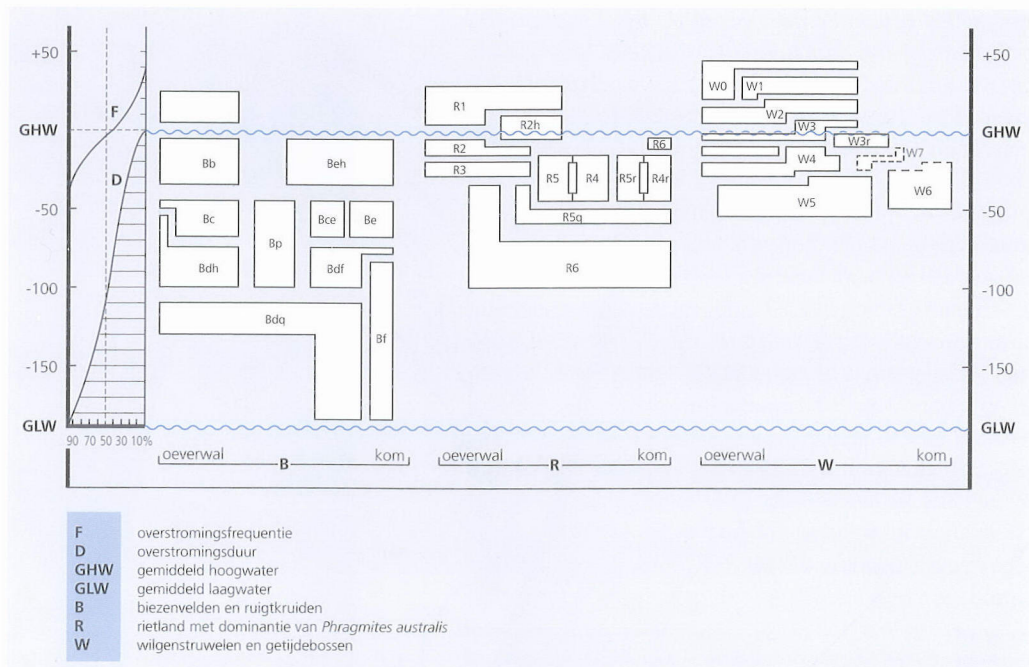 +50 +50
F
W0 W1
R1
W2
R2h W3
GHW GHW
D
R2 R6 W3r
Bb Beh W4 W7
R3 R5 R4 R5r R4r W6
W5
-50 Bc Bce Be R5q -50
Bp
Bdh Bdf R6
-100 -100
Bdq Bf
-150 -150
GLW GLW
90 70 50 30 10%
oeverwal kom oeverwal kom oeverwal kom
B R W
F overstromingsfrequentie
D overstromingsduur
GHW gemiddeld hoogwater
GLW gemiddeld laagwater
B biezenvelden en ruigtkruiden
R rietland met dominantie van Phragmites australis
W wilgenstruwelen en getijdebossen